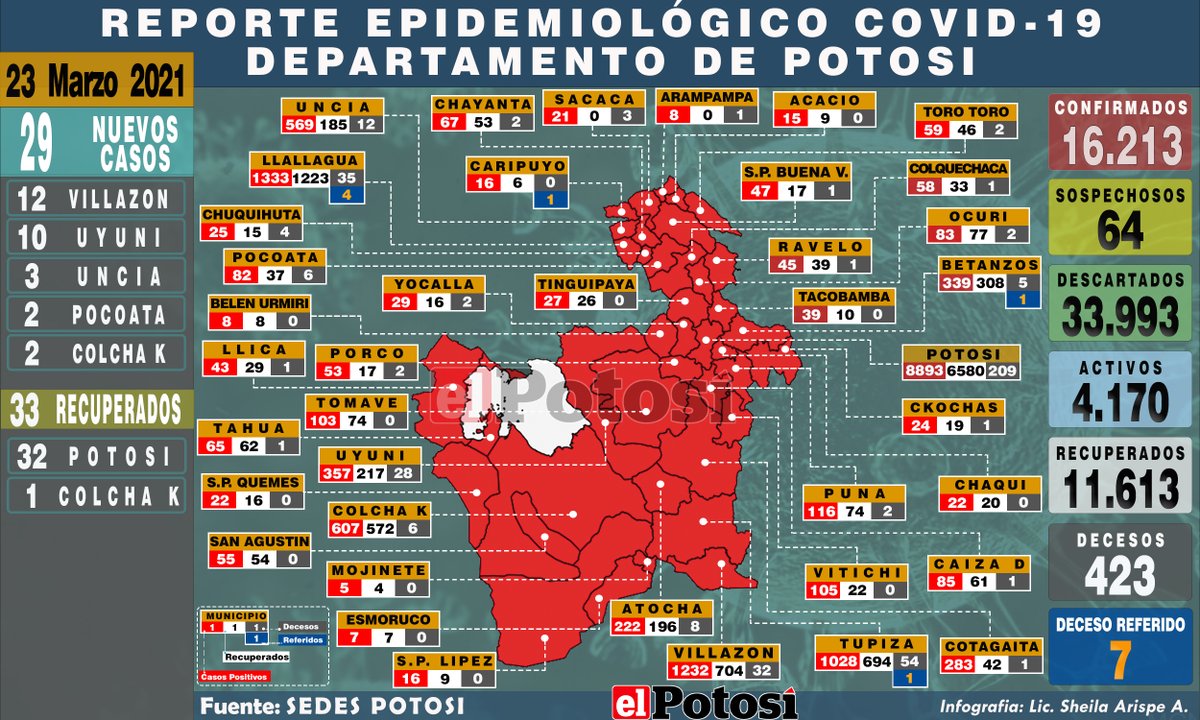 REPORTE EPIDEMIOLÓGICO COVID-19
DEPARTAMENTO DE POTOSI
23 Marzo 2021
29 NUEVOS CASOS
12 VILLAZON
10 UYUNI
3 UNCIA
2 POCOATA
2 COLCHA K
33 RECUPERADOS
32 POTOSI
1 COLCHA K
UNCIA
569 185 12
CHAYANTA
67 53 2
SACACA
21 0 3
ARAMPAMPA
8 0 1
ACACIO
15 9 0
TORO TORO
59 46 2
LLALLAGUA
1333 1223 35
4
CARIPUYO
16 6 0
1
S.P. BUENA V.
47 17 1
COLQUECHACA
58 33 1
CHUQUIHUTA
25 15 4
OCURI
83 77 2
POCOATA
82 37 6
RAVELO
45 39 1
BETANZOS
339 308 5
1
YOCALLA
29 16 2
TINGUIPAYA
27 26 0
TACOBAMBA
39 10 0
BELEN URMIRI
8 8 0
LLICA
43 29 1
PORCO
53 17 2
POTOSI
8893 6580 209
TOMAVE
103 74 0
CKOCHAS
24 19 1
TAHUA
65 62 1
UYUNI
357 217 28
S.P. QUEMES
22 16 0
PUNA
116 74 2
CHAQUI
22 20 0
COLCHA K
607 572 6
SAN AGUSTIN
55 54 0
MOJINETE
5 4 0
VITICHI
105 22 0
CAIZA D
85 61 1
ESMORUCO
7 7 0
ATOCHA
222 196 8
S.P. LIPEZ
16 9 0
VILLAZON
1232 704 32
TUPIZA
1028 694 54
1
COTAGAITA
283 42 1
el Potosí
MUNICIPIO
1 1 1
1
Decesos
Referidos
Recuperados
Casos Positivos
CONFIRMADOS
16.213
SOSPECHOSOS
64
DESCARTADOS
33.993
ACTIVOS
4.170
RECUPERADOS
11.613
DECESOS
423
DECESO REFERIDO
7
Fuente: SEDES POTOSI
el Potosí
Infografia: Lic. Sheila Arispe A.